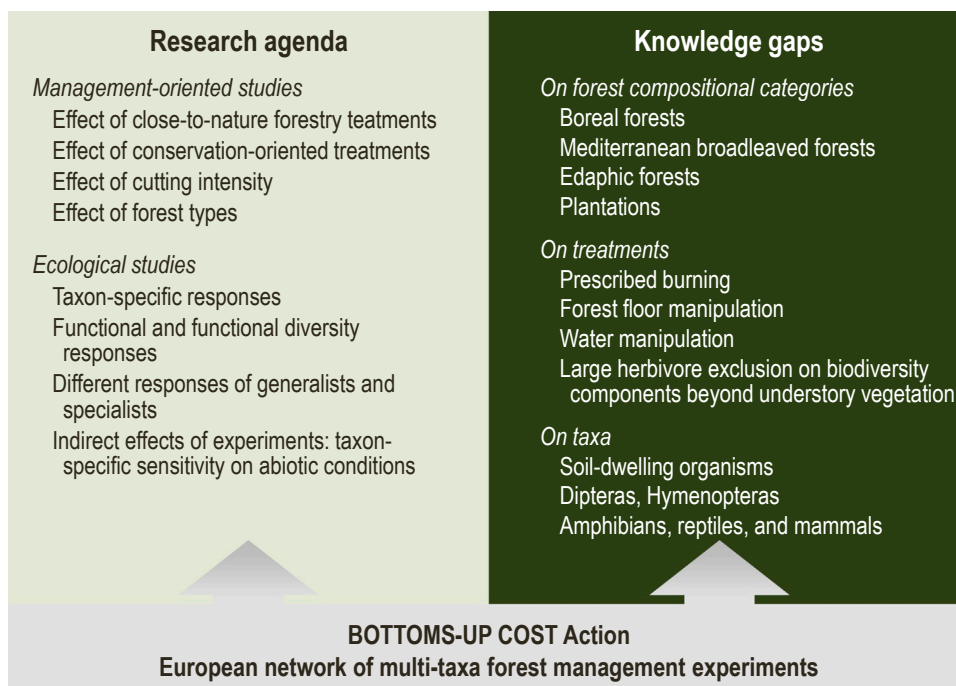 Research agenda
Management-oriented studies
Effect of close-to-nature forestry teatments
Effect of conservation-oriented treatments
Effect of cutting intensity
Effect of forest types
Ecological studies
Taxon-specific responses
Functional and functional diversity
responses
Different responses of generalists and
specialists
Indirect effects of experiments: taxon-
specific sensitivity on abiotic conditions
Knowledge gaps
On forest compositional categories
Boreal forests
Mediterranean broadleaved forests
Edaphic forests
Plantations
On treatments
Prescribed burning
Forest floor manipulation
Water manipulation
Large herbivore exclusion on biodiversity
components beyond understory vegetation
On taxa
Soil-dwelling organisms
Dipteras, Hymenopteras
Amphibians, reptiles, and mammals
BOTTOMS-UP COST Action
European network of multi-taxa forest management experiments